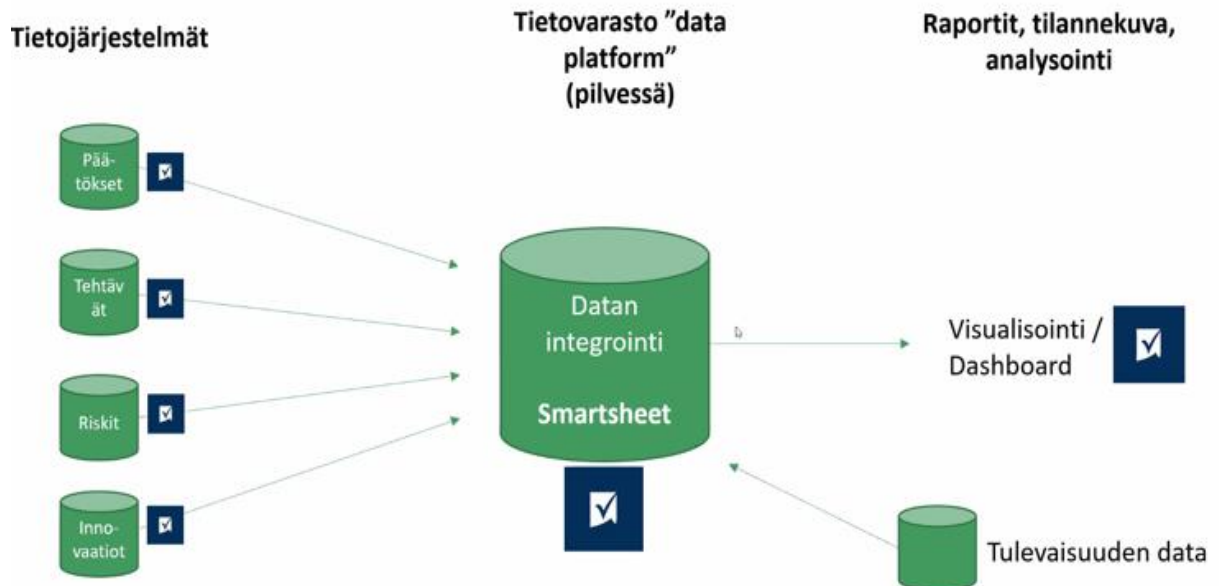 Tietojärjestelmät
Tietovarasto ”data
platform”
(pilvessä)
Raportit, tilannekuva,
analysointi
Pää-
tökset
Tehtäv
ät
Riskit
Inno-
vaatiot
Datan
integrointi
Smartsheet
Visualisointi /
Dashboard
Tulevaisuuden data